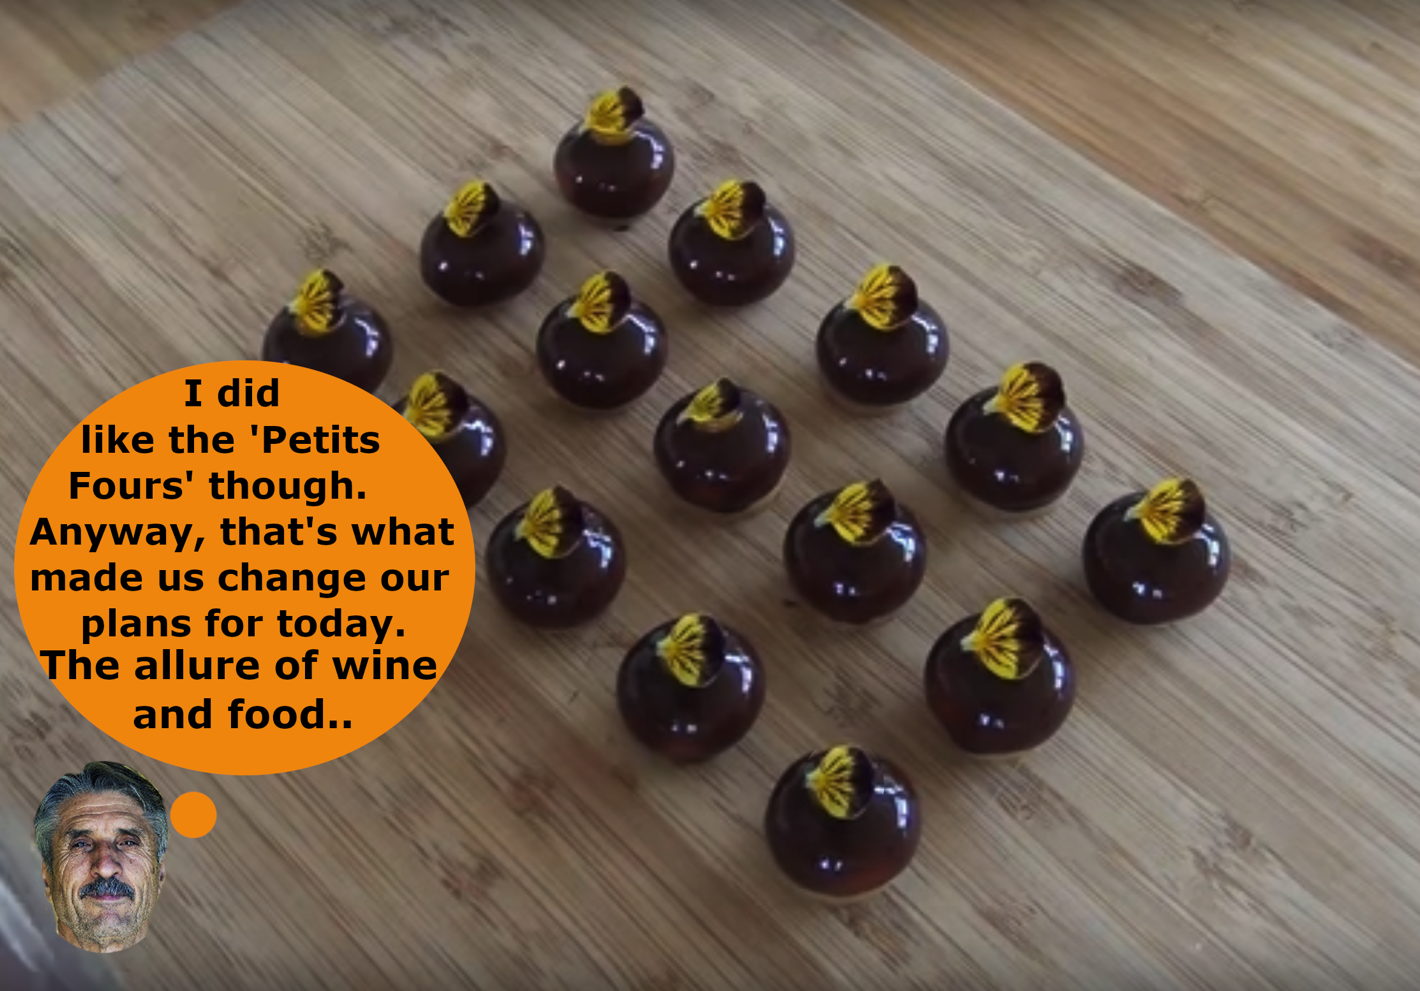 I did
like the 'Petits
Fours' though.
Anyway, that's what
made us change our
plans for today.
The allure of wine
and food..